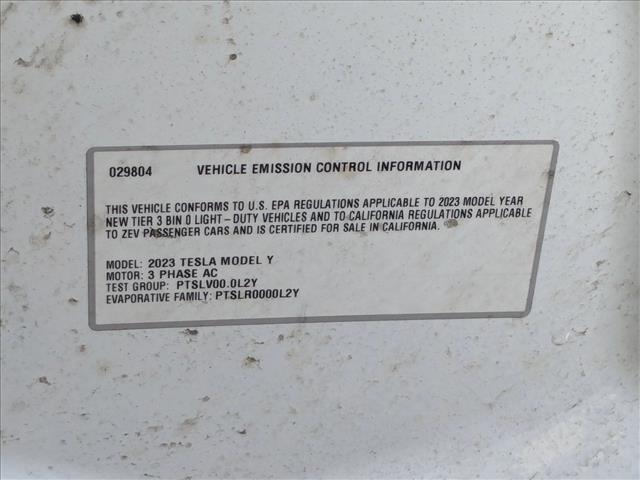 029804 VEHICLE EMISSION CONTROL INFORMATION
THIS VEHICLE CONFORMS TO U.S. EPA REGULATIONS APPLICABLE TO 2023 MODEL YEAR
NEW TIER 3 BIN 0 LIGHT-DUTY VEHICLES AND TO CALIFORNIA REGULATIONS APPLICABLE
TO ZEV PASSENGER CARS AND IS CERTIFIED FOR SALE IN CALIFORNIA.
MODEL: 2023 TESLA MODEL Y
MOTOR: 3 PHASE AC
TEST GROUP: PTSLV00.0L2Y
EVAPORATIVE FAMILY: PTSLR0000L2Y